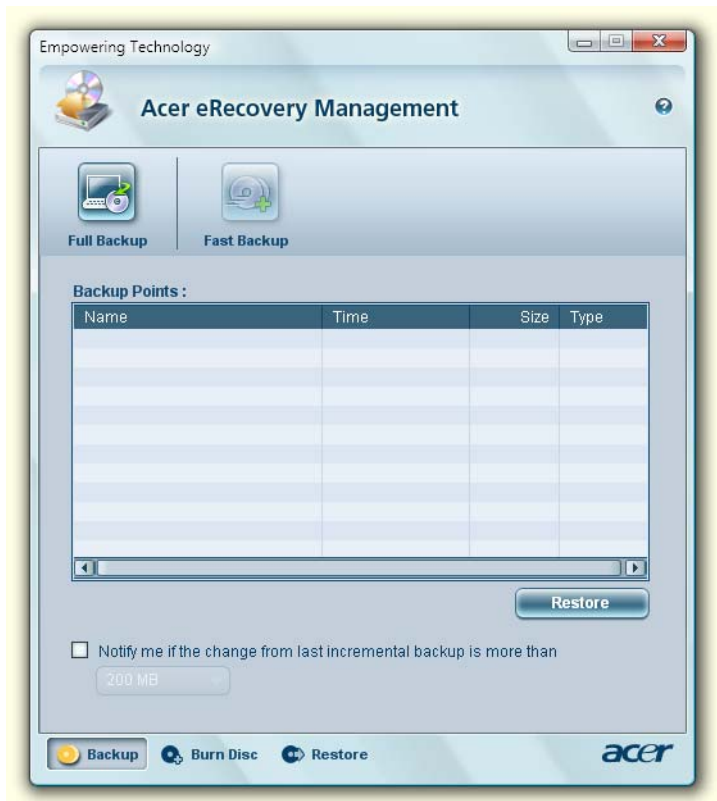 Empowering Technology
Acer eRecovery Management
Full Backup
Fast Backup
Backup Points :
Name Time Size Type
Restore
Notify me if the change from last incremental backup is more than
200 MB
Backup Burn Disc Restore acer